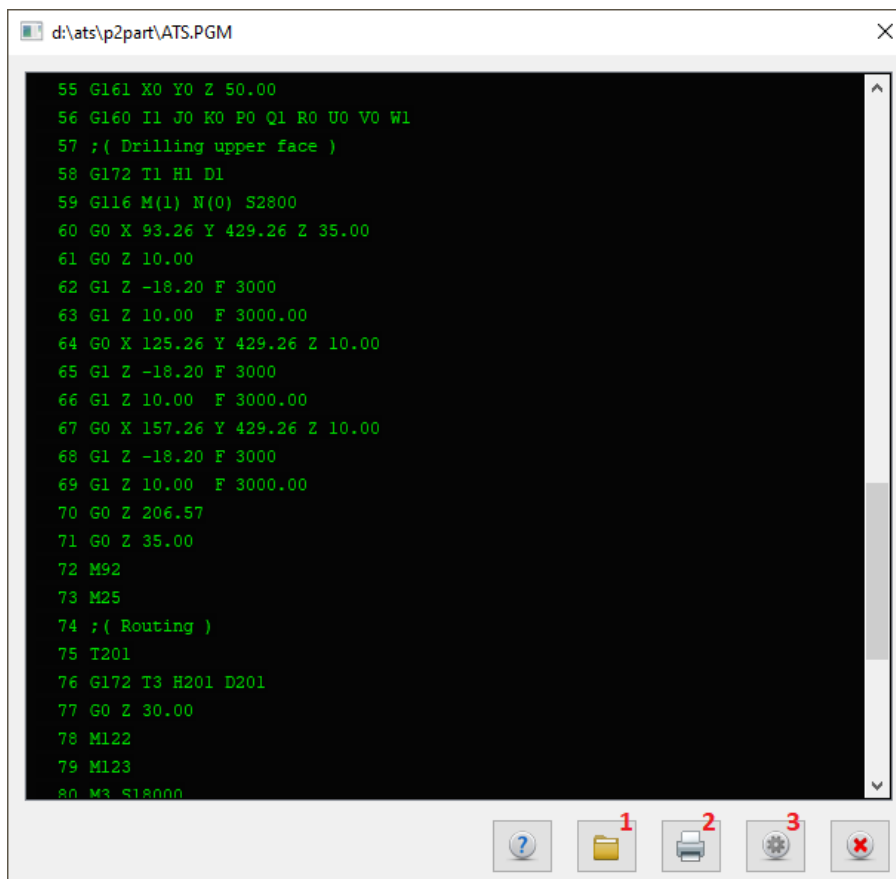 d:\ats\p2part\ATS.PGM
55 G161 X0 Y0 Z 50.00
56 G160 I1 J0 K0 P0 Q1 R0 U0 V0 W1
57 ;( Drilling upper face )
58 G172 T1 H1 D1
59 G116 M(1) N(0) S2800
60 G0 X 93.26 Y 429.26 Z 35.00
61 G0 Z 10.00
62 G1 Z -18.20 F 3000
63 G1 Z 10.00  F 3000.00
64 G0 X 125.26 Y 429.26 Z 10.00
65 G1 Z -18.20 F 3000
66 G1 Z 10.00  F 3000.00
67 G0 X 157.26 Y 429.26 Z 10.00
68 G1 Z -18.20 F 3000
69 G1 Z 10.00  F 3000.00
70 G0 Z 206.57
71 G0 Z 35.00
72 M92
73 M25
74 ;( Routing )
75 T201
76 G172 T3 H201 D201
77 G0 Z 30.00
78 M122
79 M123
80 M3 S18000
? 1 2 3